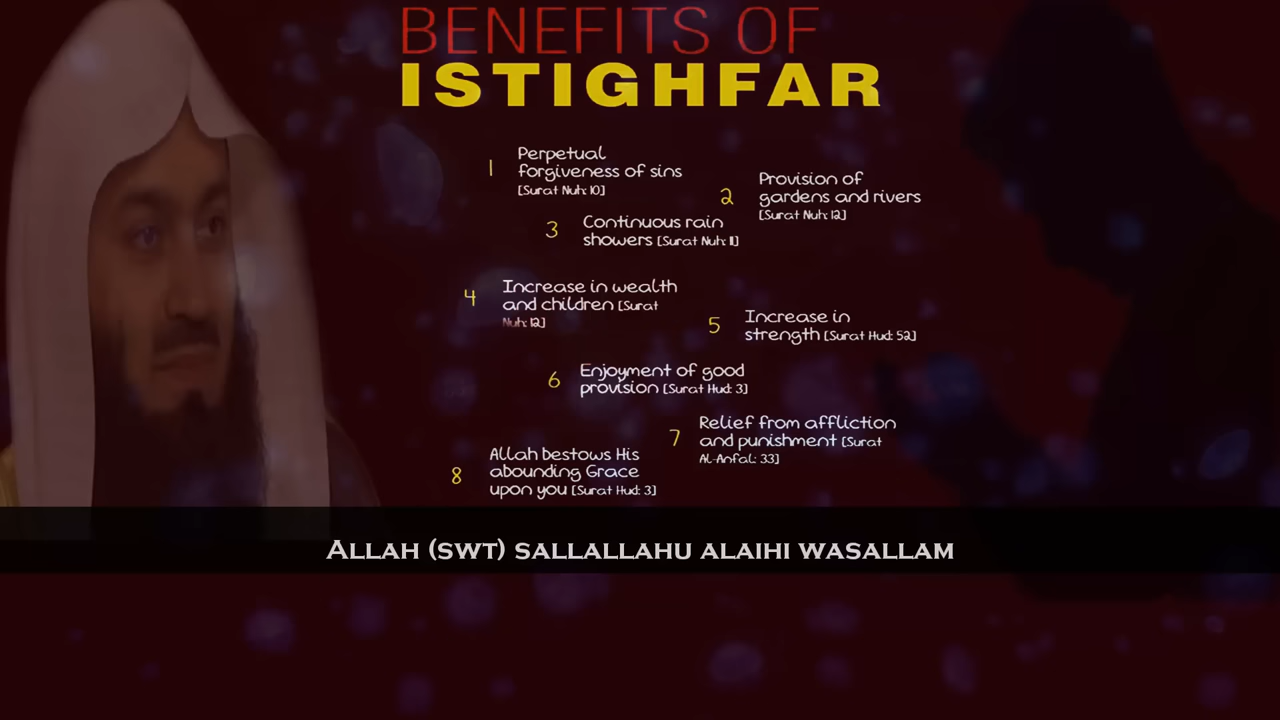 BENEFITS OF
ISTIGHFAR
1 Perpetual
forgiveness of sins
[Surat Nuh: 10]
2 Provision of
gardens and rivers
[Surat Nuh: 12]
3 Continuous rain
showers [Surat Nuh: 11]
4 Increase in wealth
and children [Surat
Nuh: 12]
5 Increase in
strength [Surat Hud: 52]
6 Enjoyment of good
provision [Surat Hud: 3]
7 Relief from affliction
and punishment [Surat
Al-Anfal: 33]
8 Allah bestows His
abounding Grace
upon you [Surat Hud: 3]
ALLAH (SWT) SALLALLAHU ALAIHI WASALLAM